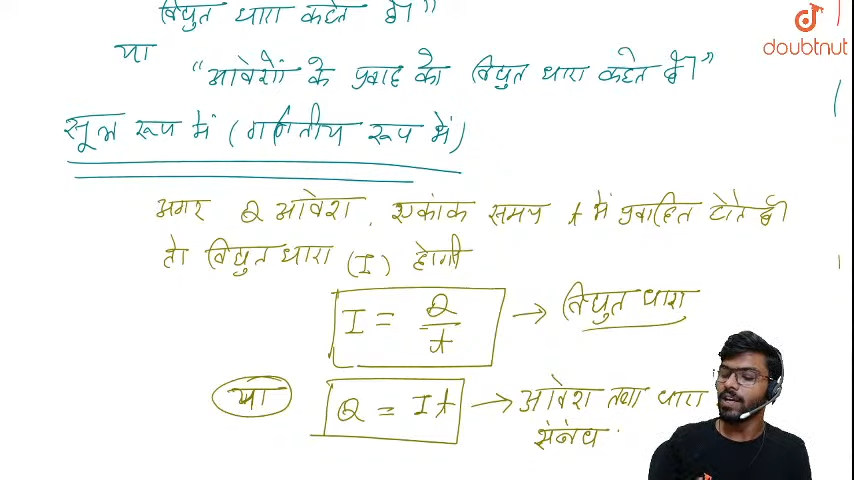 विद्युत धारा कहते हैं।"
doubtnut
या
"आवेशों के प्रवाह को विद्युत धारा कहते हैं।"
सूत्र रूप में (गणितीय रूप में)
अगर Q आवेश, एकांक समय t में प्रवाहित होते हैं
तो विद्युत धारा (I) होगी
I = Q/t → विद्युत धारा
या Q = It → आवेश तथा धारा
संबंध